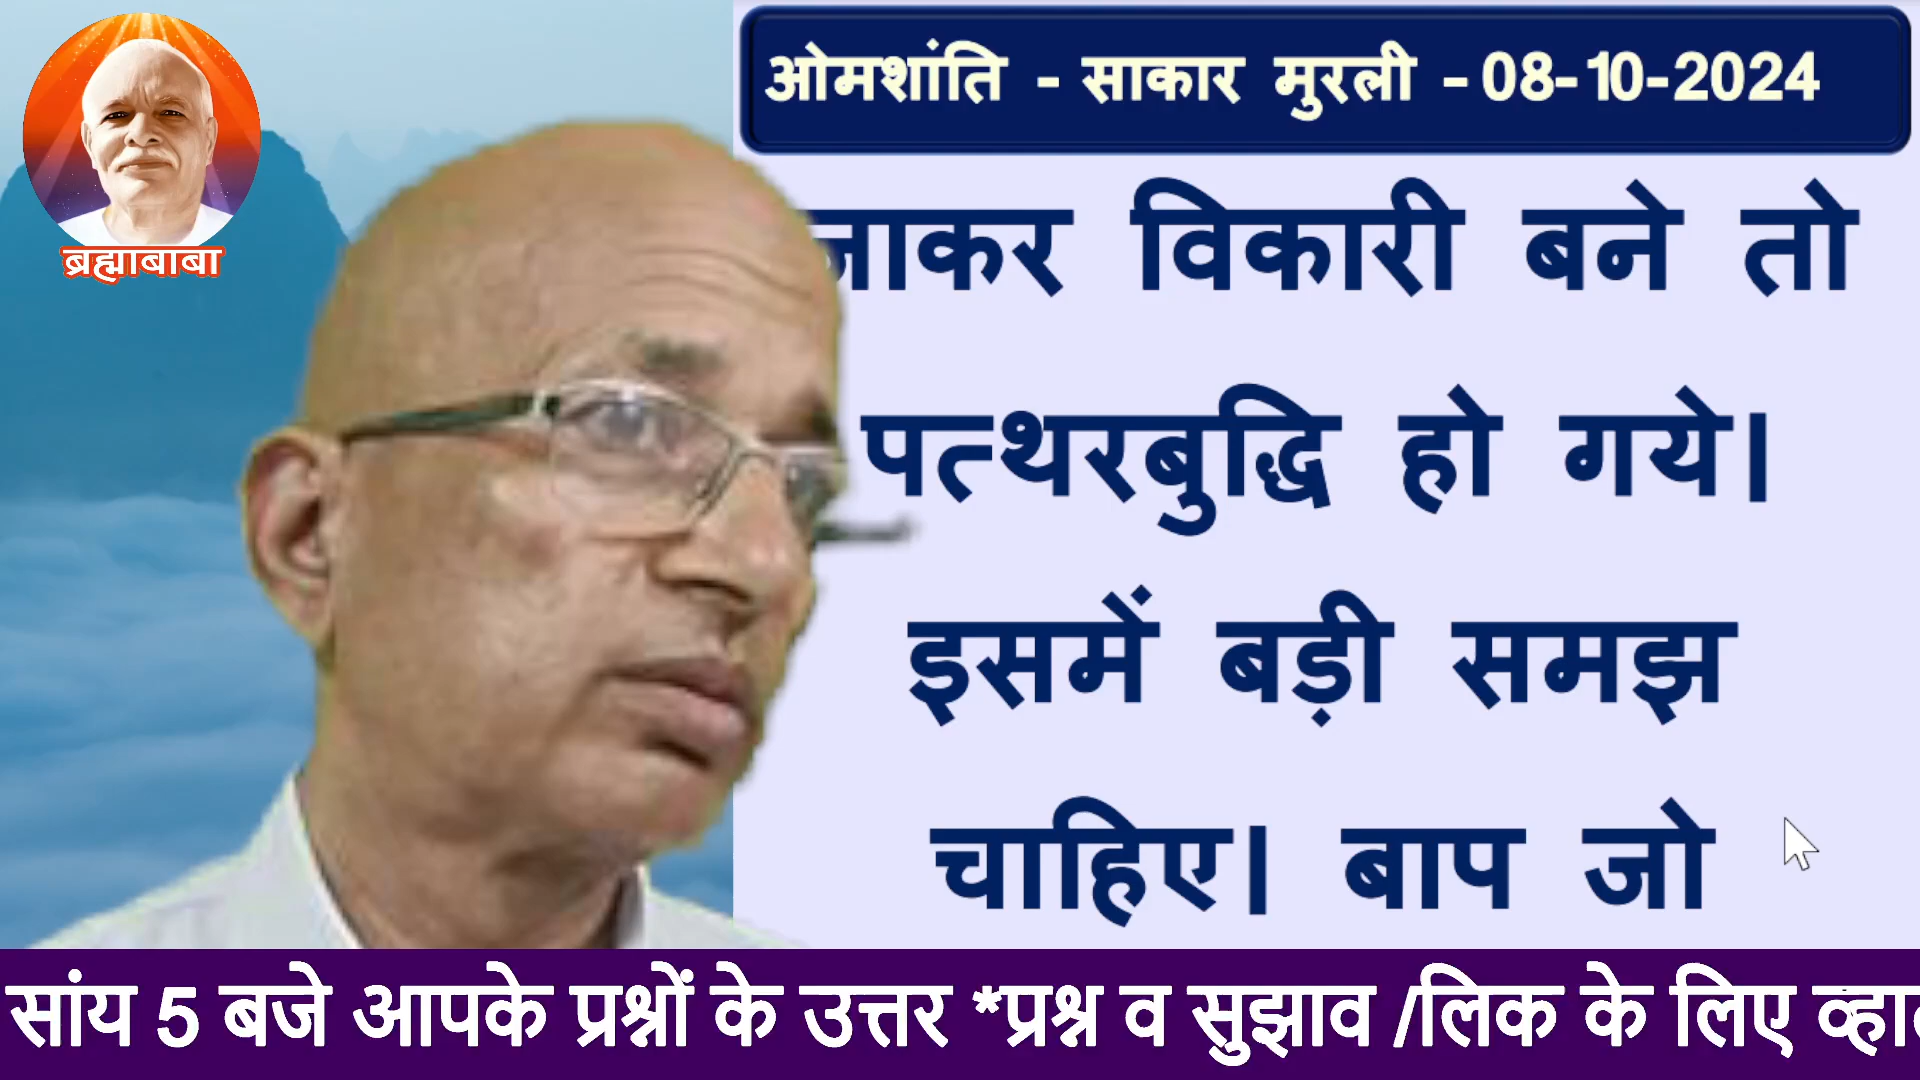 ओमशांति - साकार मुरली - 08-10-2024
ब्रह्माबाबा
जाकर विकारी बने तो
पत्थरबुद्धि हो गये।
इसमें बड़ी समझ
चाहिए। बाप जो
सांय 5 बजे आपके प्रश्नों के उत्तर *प्रश्न व सुझाव /लिक के लिए